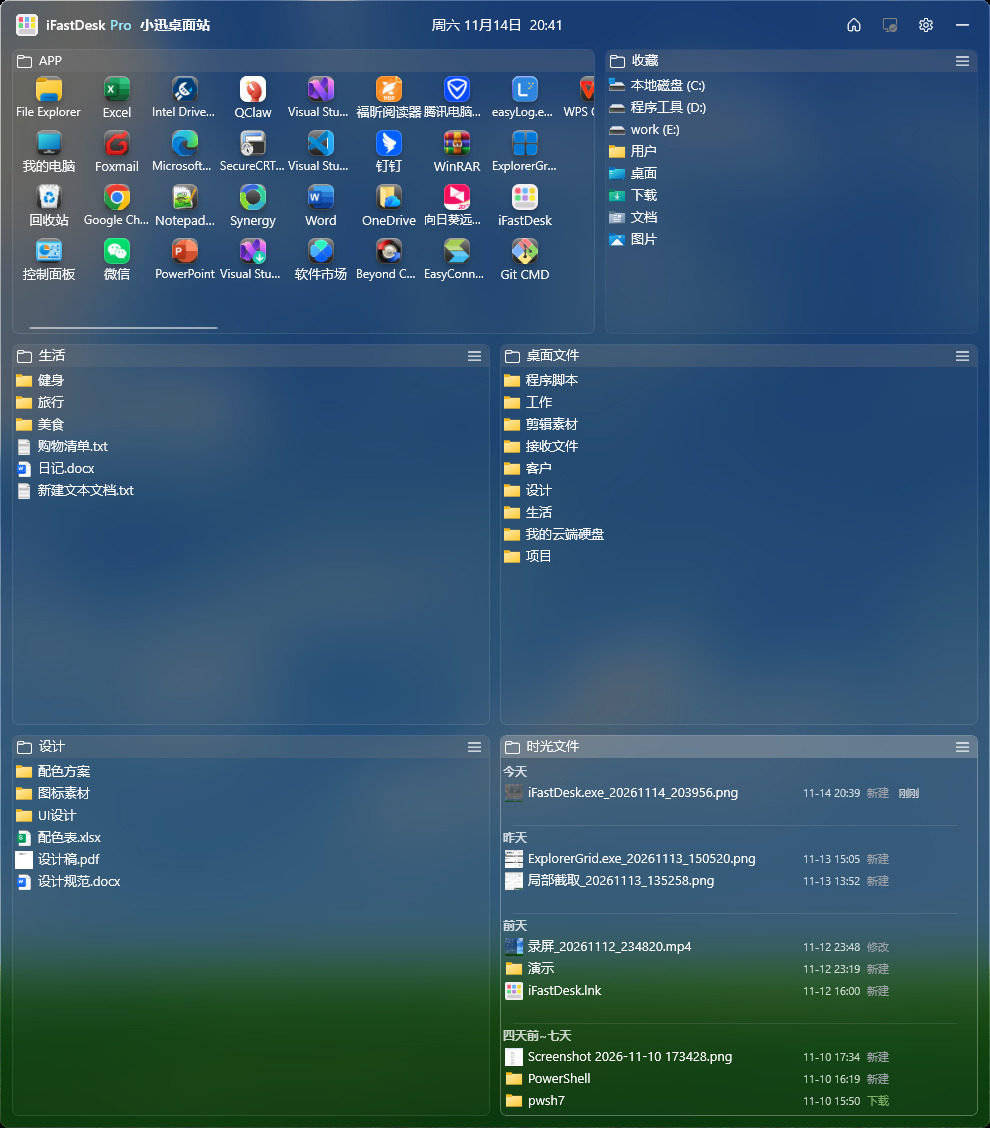 iFastDesk Pro 小迅桌面站 周六 11月14日 20:41
APP
File Explorer Excel Intel Drive... QClaw Visual Stu... 福昕阅读器 腾讯电脑... easyLog.e... WPS
我的电脑 Foxmail Microsoft... SecureCRT... Visual Stu... 钉钉 WinRAR ExplorerGr...
回收站 Google Ch... Notepad... Synergy Word OneDrive 向日葵远... iFastDesk
控制面板 微信 PowerPoint Visual Stu... 软件市场 Beyond C... EasyConn... Git CMD
收藏
本地磁盘 (C:)
程序工具 (D:)
work (E:)
用户
桌面
下载
文档
图片
生活
健身
旅行
美食
购物清单.txt
日记.docx
新建文本文档.txt
桌面文件
程序脚本
工作
剪辑素材
接收文件
客户
设计
生活
我的云端硬盘
项目
设计
配色方案
图标素材
UI设计
配色表.xlsx
设计稿.pdf
设计规范.docx
时光文件
今天
iFastDesk.exe_20261114_203956.png 11-14 20:39 新建 刚刚
昨天
ExplorerGrid.exe_20261113_150520.png 11-13 15:05 新建
局部截取_20261113_135258.png 11-13 13:52 新建
前天
录屏_20261112_234820.mp4 11-12 23:48 修改
演示 11-12 23:19 新建
iFastDesk.lnk 11-12 16:00 新建
四天前~七天
Screenshot 2026-11-10 173428.png 11-10 17:34 新建
PowerShell 11-10 16:19 新建
pwsh7 11-10 15:50 下载